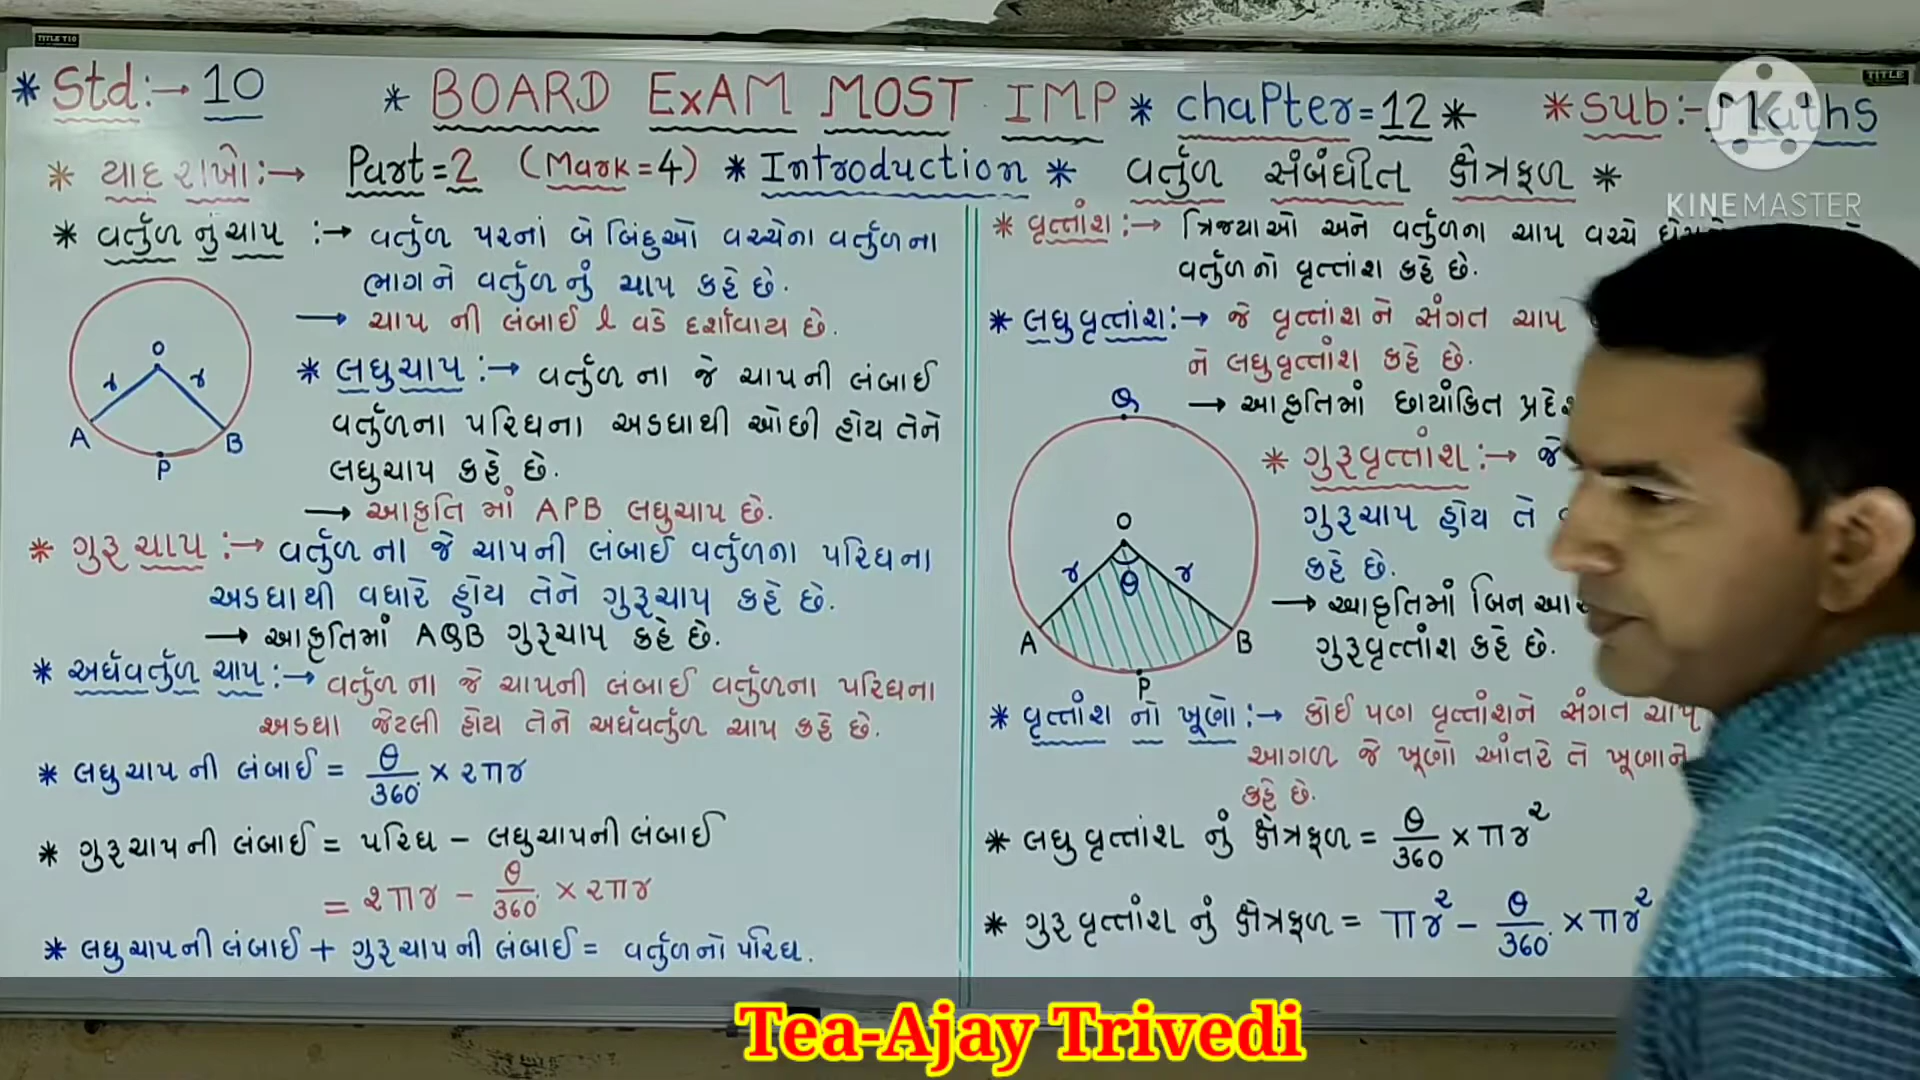 * Std:→ 10 * BOARD ExAM MOST IMP * chaPter=12 * * Sub:- Maths
KINEMASTER
* યાદ રાખો:→ Part=2 (Mark=4) * Introduction * વર્તુળ સંબંધીત ક્ષેત્રફળ *
* વર્તુળ નું ચાપ :→ વર્તુળ પરનાં બે બિંદુઓ વચ્ચેના વર્તુળના
ભાગને વર્તુળનું ચાપ કહે છે.
→ ચાપ ની લંબાઈ l વડે દર્શાવાય છે.
* લઘુચાપ :→ વર્તુળ ના જે ચાપની લંબાઈ
વર્તુળના પરિઘના અડધાથી ઓછી હોય તેને
લઘુચાપ કહે છે.
→ આકૃતિ માં APB લઘુચાપ છે.
O
r r
A B
P
* ગુરૂ ચાપ :→ વર્તુળ ના જે ચાપની લંબાઈ વર્તુળના પરિઘના
અડધાથી વધારે હોય તેને ગુરૂચાપ કહે છે.
→ આકૃતિમાં AQB ગુરૂચાપ કહે છે.
* અર્ધવર્તુળ ચાપ:→ વર્તુળ ના જે ચાપની લંબાઈ વર્તુળના પરિઘના
અડધા જેટલી હોય તેને અર્ધવર્તુળ ચાપ કહે છે.
* લઘુચાપ ની લંબાઈ = θ/360 × 2πr
* ગુરૂચાપની લંબાઈ = પરિઘ − લઘુચાપની લંબાઈ
= 2πr − θ/360 × 2πr
* લઘુચાપની લંબાઈ + ગુરૂચાપની લંબાઈ = વર્તુળનો પરિઘ.
* વૃત્તાંશ:→ ત્રિજ્યાઓ અને વર્તુળના ચાપ વચ્ચે
વર્તુળનો વૃત્તાંશ કહે છે.
* લઘુવૃત્તાંશ:→ જે વૃત્તાંશને સંગત ચાપ
ને લઘુવૃત્તાંશ કહે છે.
→ આકૃતિમાં છાયાંકિત
* ગુરૂવૃત્તાંશ:→ જે
ગુરૂચાપ હોય તે
કહે છે.
→ આકૃતિમાં બિન
ગુરૂવૃત્તાંશ કહે છે.
Q
O
r θ r
A B
P
* વૃત્તાંશ નો ખૂણો:→ કોઈ પણ વૃત્તાંશને સંગત ચાપ
આગળ જે ખૂણો આંતરે તે ખૂણાને
કહે છે.
* લઘુ વૃત્તાંશ નું ક્ષેત્રફળ = θ/360 × πr²
* ગુરૂ વૃત્તાંશ નું ક્ષેત્રફળ = πr² − θ/360 × πr²
Tea-Ajay Trivedi